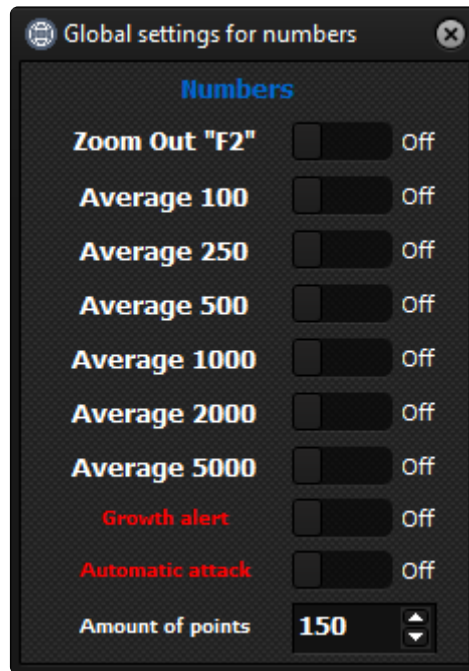 Global settings for numbers
Numbers
Zoom Out "F2" Off
Average 100 Off
Average 250 Off
Average 500 Off
Average 1000 Off
Average 2000 Off
Average 5000 Off
Growth alert Off
Automatic attack Off
Amount of points 150